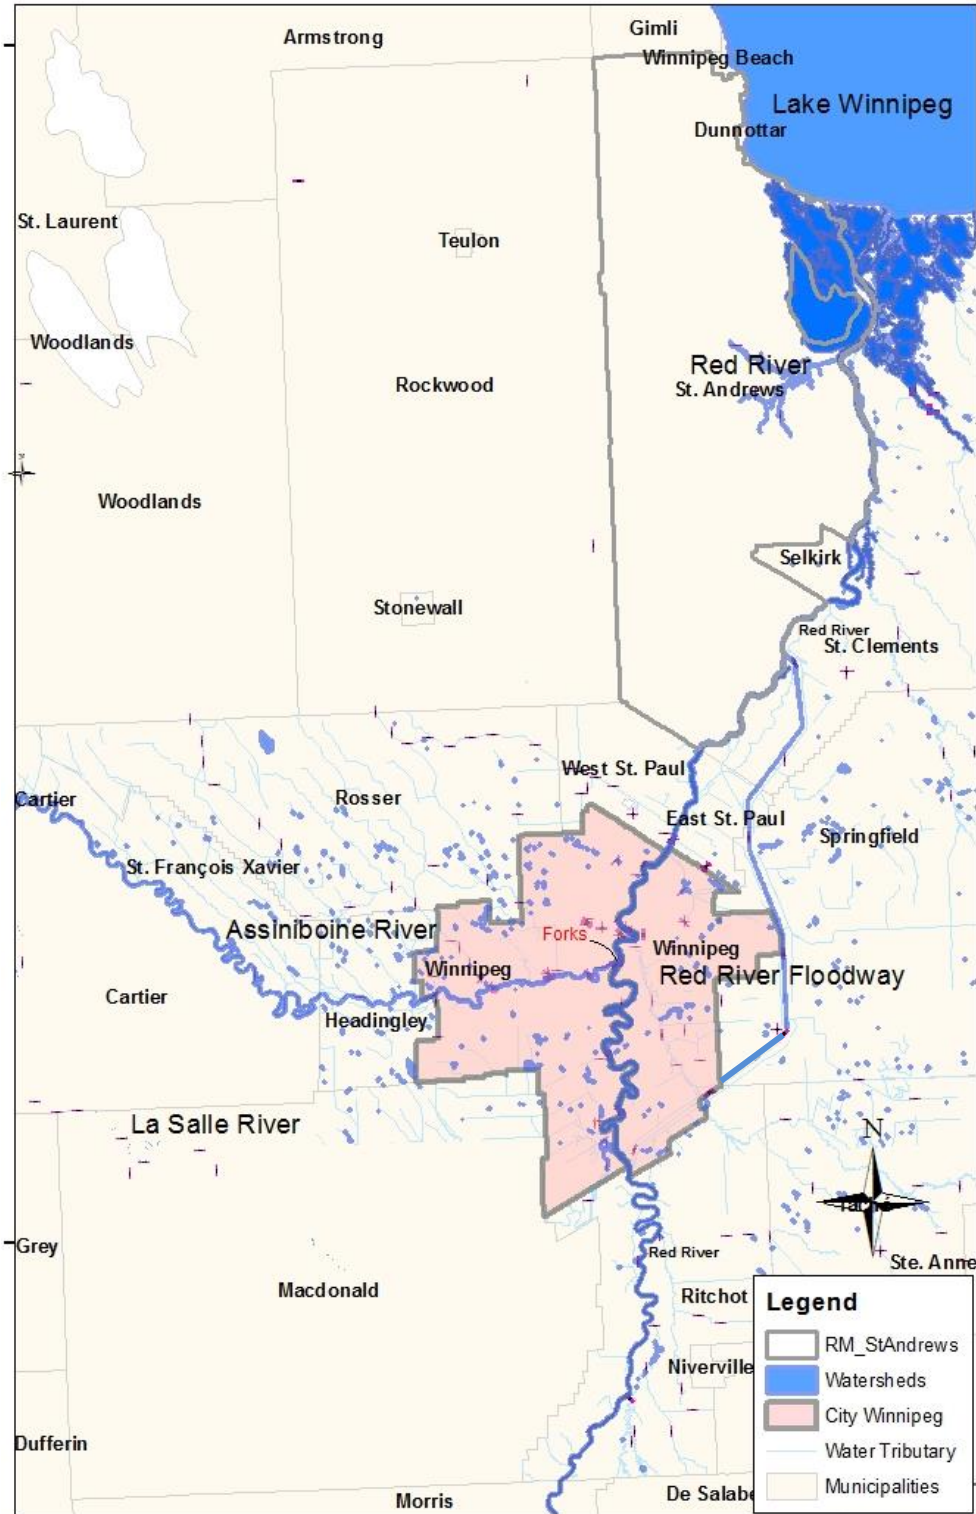 Gimli
Armstrong
Winnipeg Beach
Lake Winnipeg
Dunnottar
St. Laurent
Teulon
Woodlands
Red River
Rockwood
St. Andrews
Woodlands
Selkirk
Stonewall
Red River
St. Clements
West St. Paul
Cartier
Rosser
East St. Paul
Springfield
St. François Xavier
Assiniboine River
Forks
Winnipeg
Winnipeg
Red River Floodway
Cartier
Headingley
La Salle River
N
Grey
Red River
Ste. Anne
Macdonald
Ritchot
Legend
RM_StAndrews
Niverville
Watersheds
City Winnipeg
Dufferin
Water Tributary
Municipalities
De Salabe
Morris